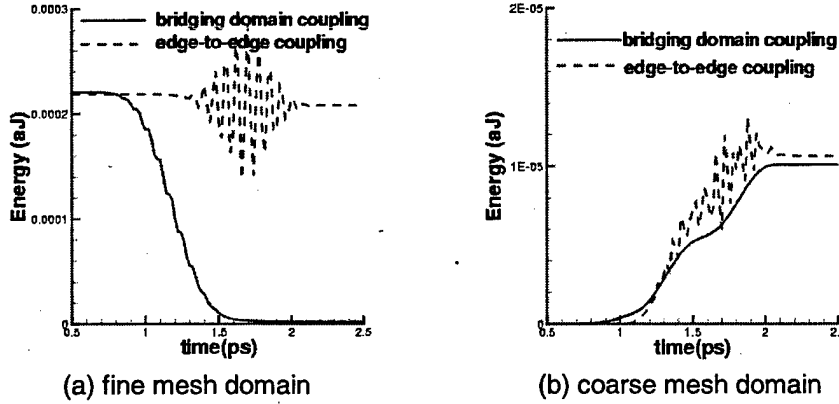 0.0003
bridging domain coupling
edge-to-edge coupling
0.0002
0.0001
0
Energy (aJ)
0.5
1
1.5
2
2.5
time(ps)
(a) fine mesh domain
2E-05
bridging domain coupling
edge-to-edge coupling
1E-05
0
Energy (aJ)
0.5
1
1.5
2
2.5
time(ps)
(b) coarse mesh domain